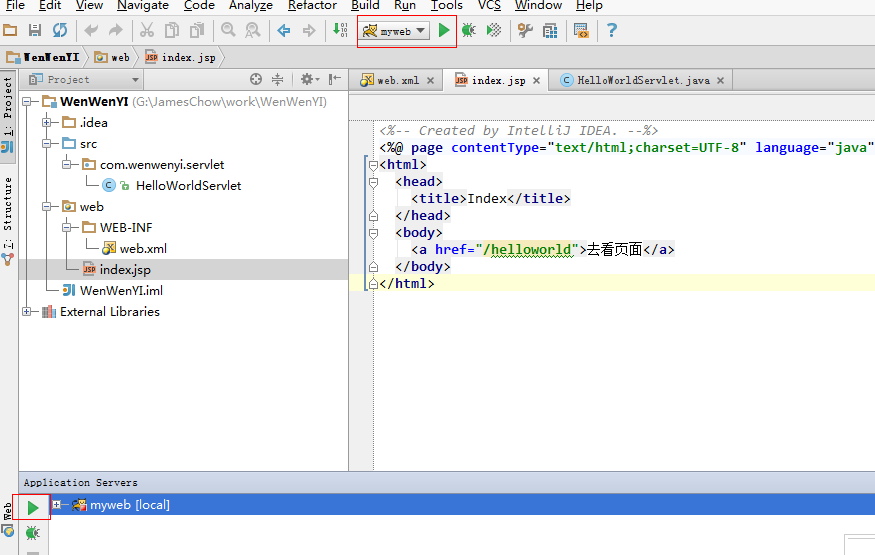 File Edit View Navigate Code Analyze Refactor Build Run Tools VCS Window Help
myweb
WenWenYI web index.jsp
1: Project
Z: Structure
Web
Project
WenWenYI (G:\JamesChow\work\WenWenYI)
.idea
src
com.wenwenyi.servlet
HelloWorldServlet
web
WEB-INF
web.xml
index.jsp
WenWenYI.iml
External Libraries
web.xml index.jsp HelloWorldServlet.java
<%-- Created by IntelliJ IDEA. --%>
<%@ page contentType="text/html;charset=UTF-8" language="java"
<html>
<head>
<title>Index</title>
</head>
<body>
<a href="/helloworld">去看页面</a>
</body>
</html>
Application Servers
myweb [local]